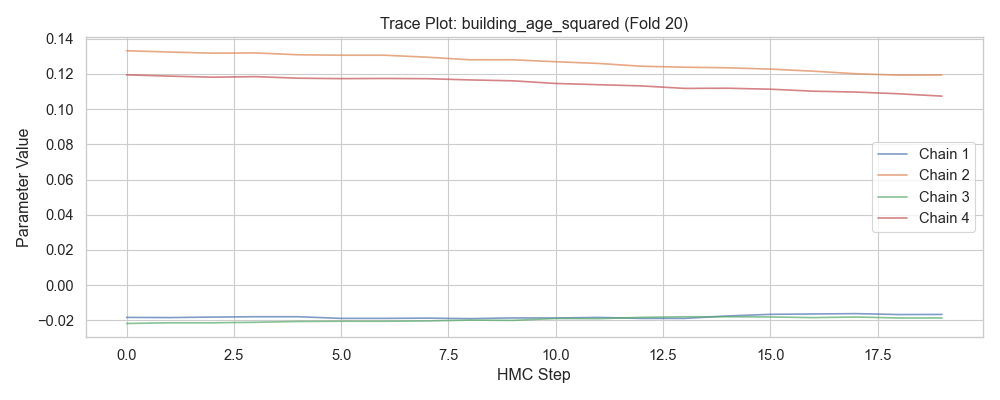 Trace Plot: building_age_squared (Fold 20)
Parameter Value
0.14
0.12
0.10
0.08
0.06
0.04
0.02
0.00
−0.02
Chain 1
Chain 2
Chain 3
Chain 4
0.0 2.5 5.0 7.5 10.0 12.5 15.0 17.5
HMC Step